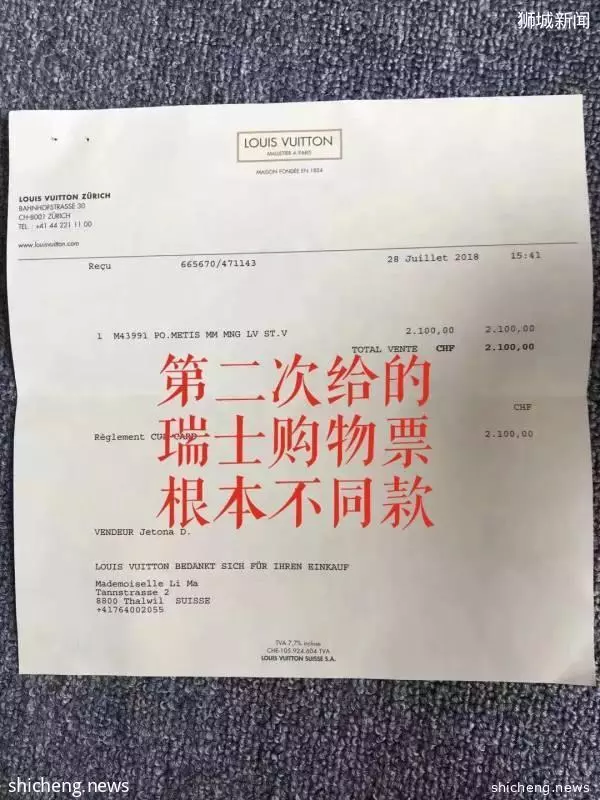 狮城新闻
LOUIS VUITTON
MALLETIER A PARIS
MAISON FONDÉE EN 1854
LOUIS VUITTON ZÜRICH
BAHNHOFSTRASSE 30
CH-8001 ZÜRICH
TEL : +41 44 221 11 00
www.louisvuitton.com
Reçu 665670/471143 28 Juillet 2018 15:41
1 M43991 PO.METIS MM MNG LV ST.V 2.100,00 2.100,00
TOTAL VENTE CHF 2.100,00
第二次给的
CHF
Règlement CUP CARD 2.100,00
瑞士购物票
根本不同款
VENDEUR Jetona D.
LOUIS VUITTON BEDANKT SICH FÜR IHREN EINKAUF
Mademoiselle Li Ma
Tannstrasse 2
8800 Thalwil SUISSE
+41764002055
TVA 7,7% incluse
CHE-105.924.604 TVA
LOUIS VUITTON SUISSE S.A.
shicheng.news
shicheng.news